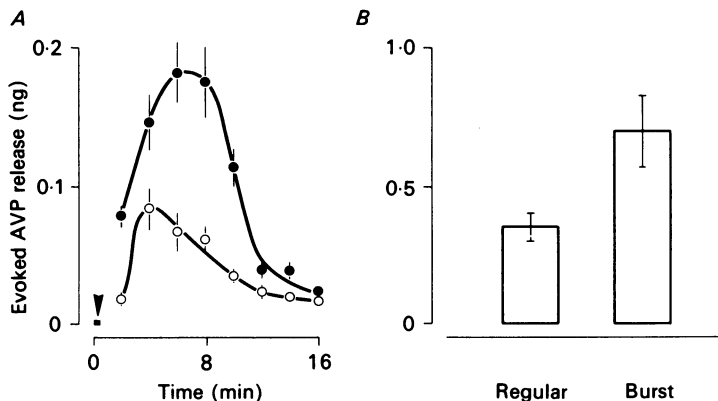 A
B
Evoked AVP release (ng)
0·2
0·1
0
0
8
16
Time (min)
1·0
0·5
0
Regular
Burst